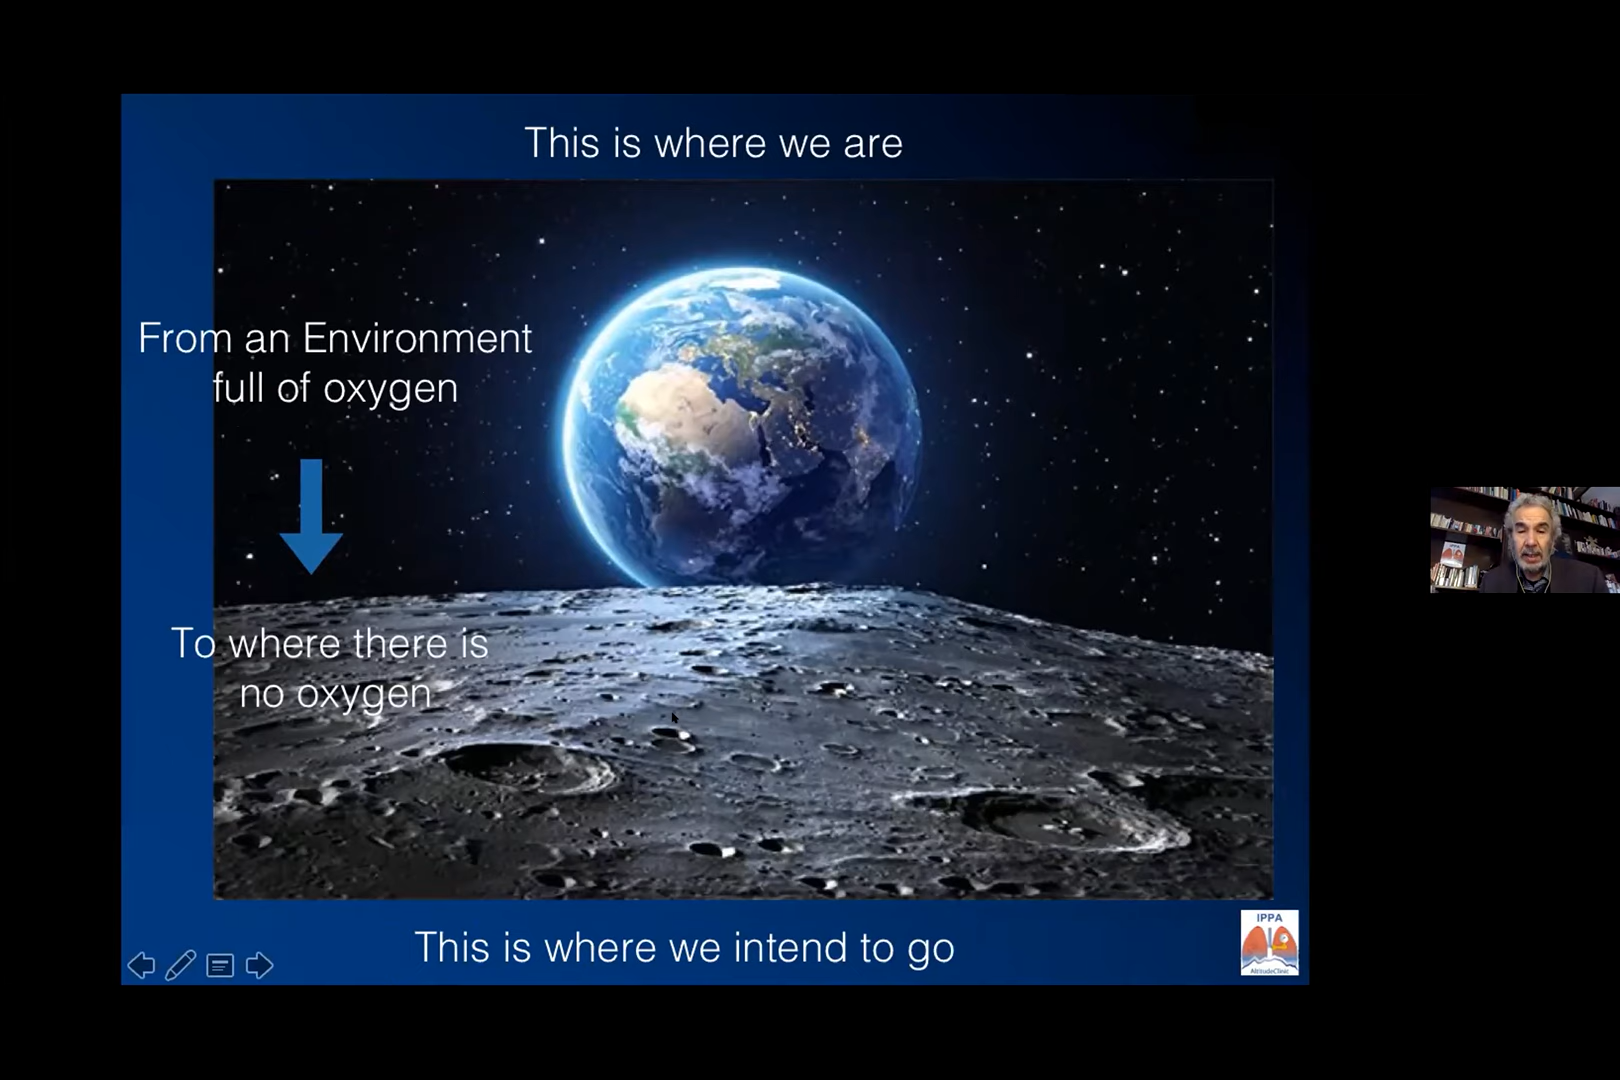 This is where we are
From an Environment
full of oxygen
To where there is
no oxygen
This is where we intend to go
IPPA
AltitudeClinic
IPPA